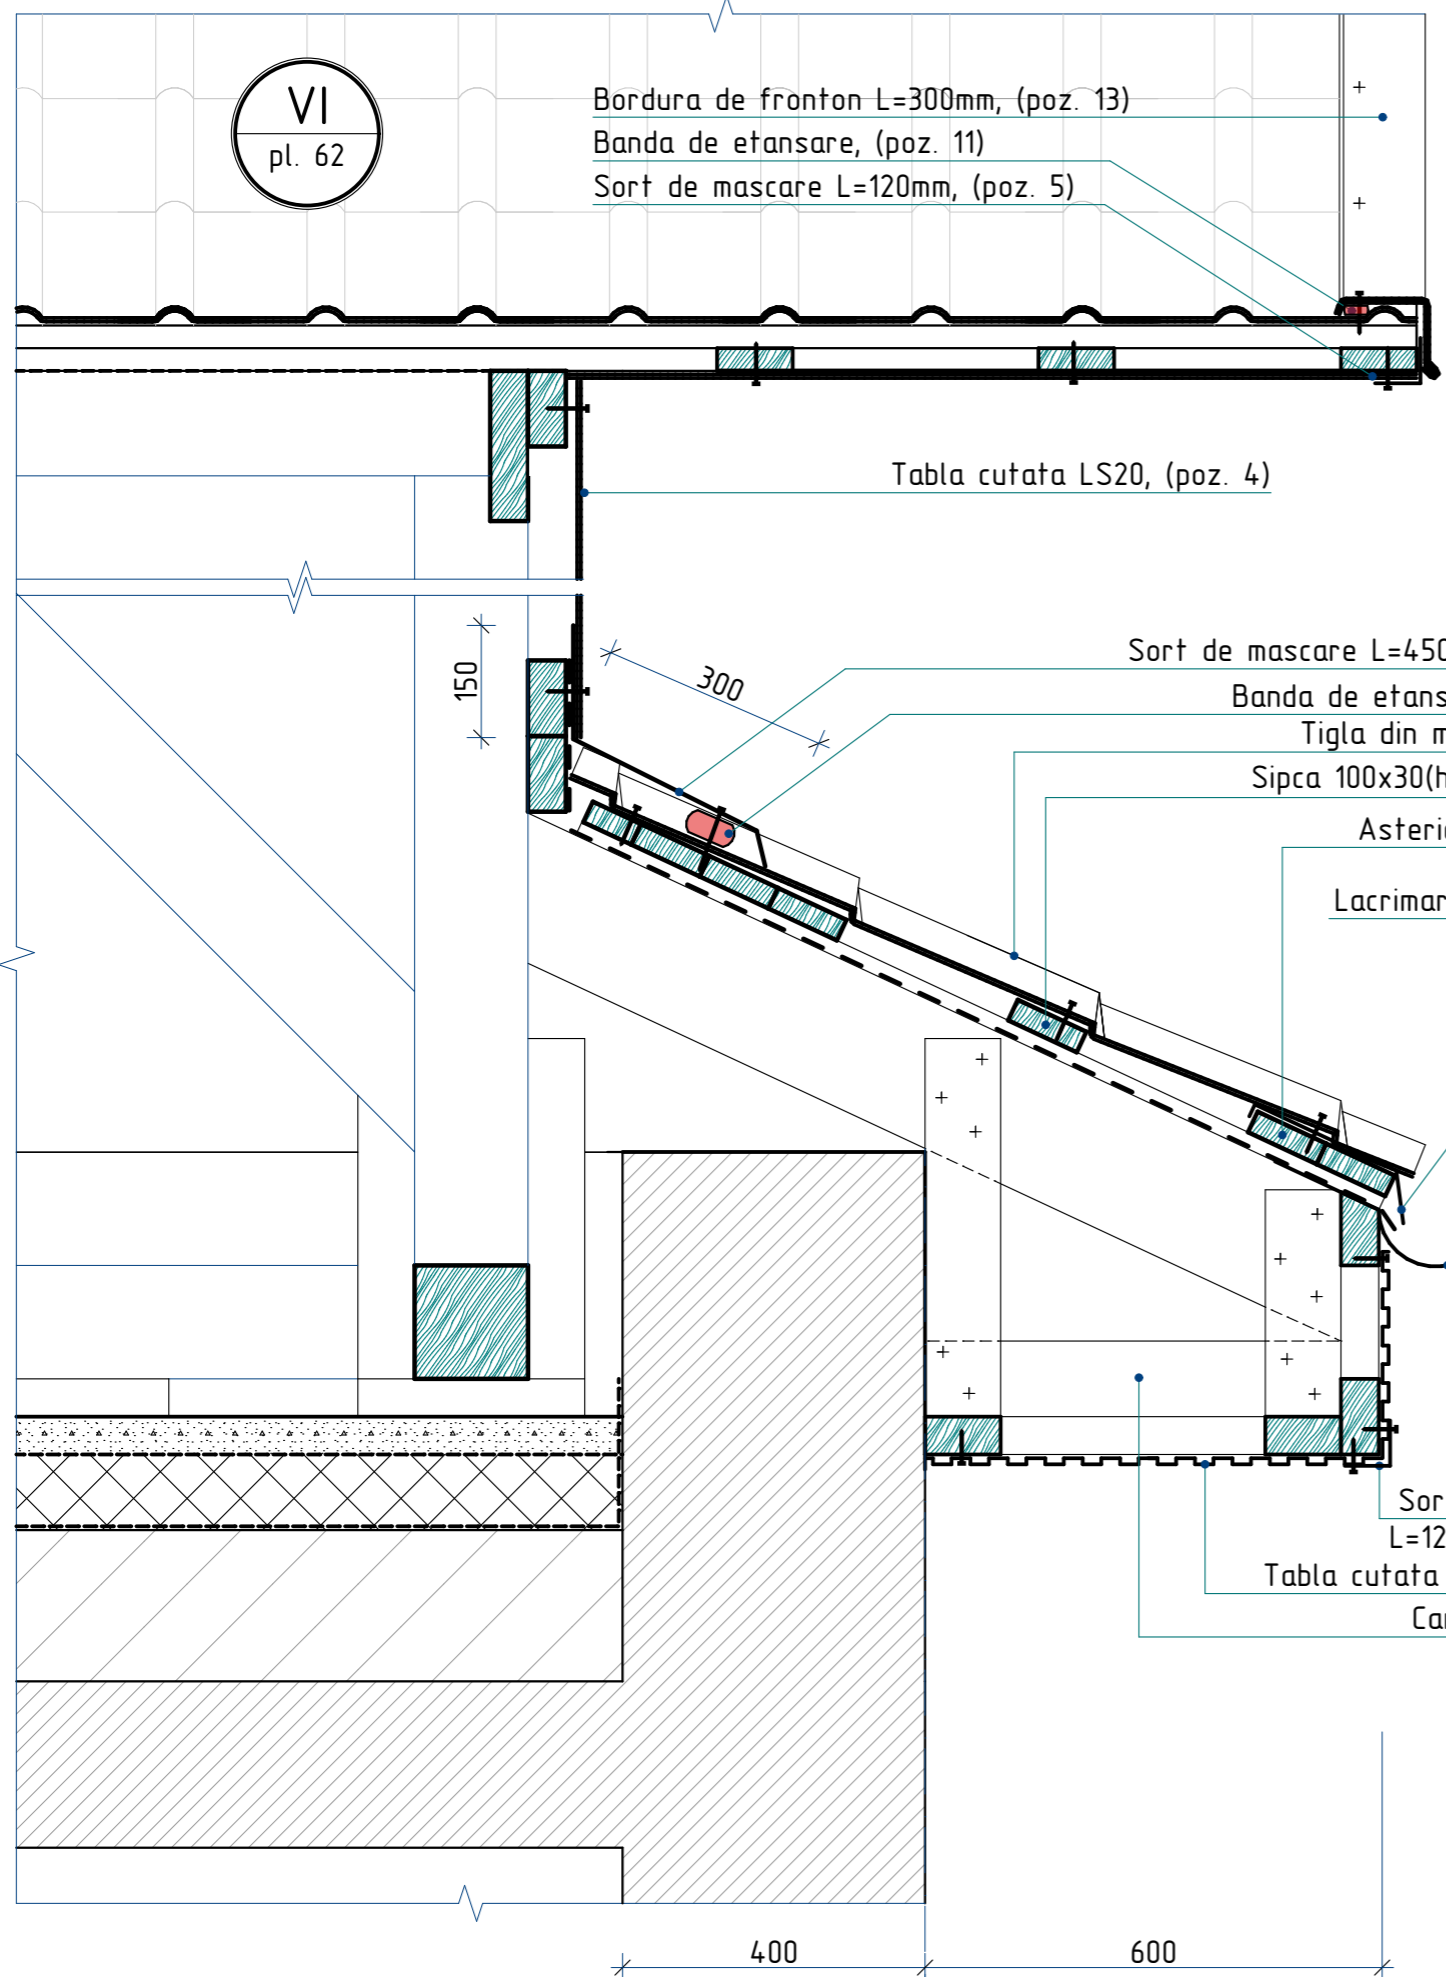 VI
pl. 62
Bordura de fronton L=300mm, (poz. 13)
Banda de etansare, (poz. 11)
Sort de mascare L=120mm, (poz. 5)
Tabla cutata LS20, (poz. 4)
150
300
Sort de mascare L=450
Banda de etans
Tigla din m
Sipca 100x30(h
Asteria
Lacrimar
Sor
L=12
Tabla cutata
400
600